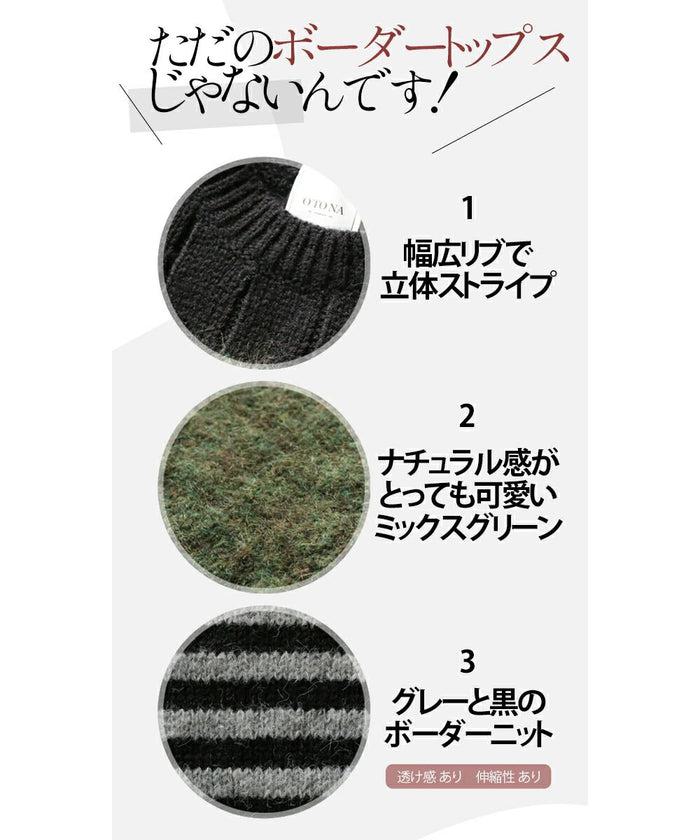 ただのボーダートップス
じゃないんです!
OTONA
1
幅広リブで
立体ストライプ
2
ナチュラル感が
とっても可愛い
ミックスグリーン
3
グレーと黒の
ボーダーニット
透け感 あり 伸縮性 あり